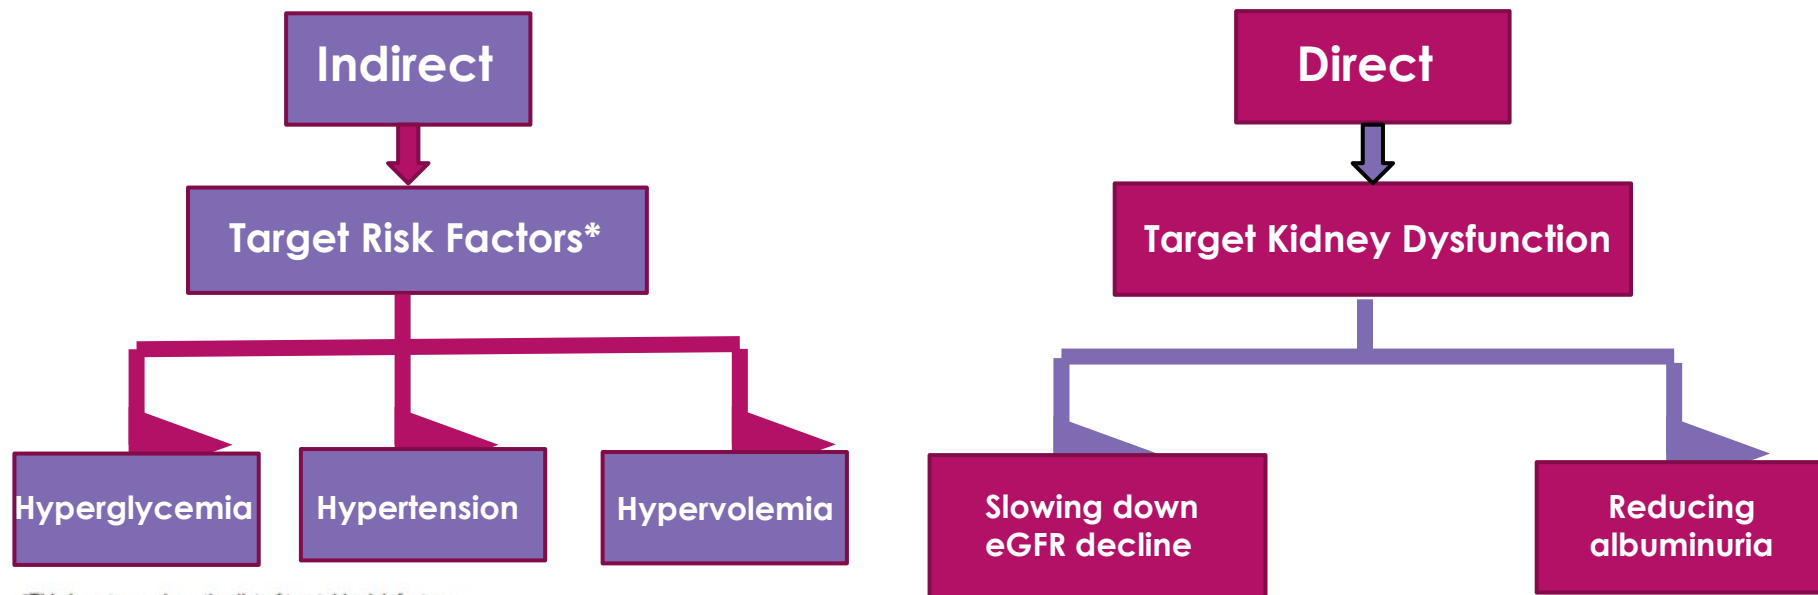 Indirect
Direct
Target Risk Factors*
Target Kidney Dysfunction
Hyperglycemia
Hypertension
Hypervolemia
Slowing down
eGFR decline
Reducing
albuminuria